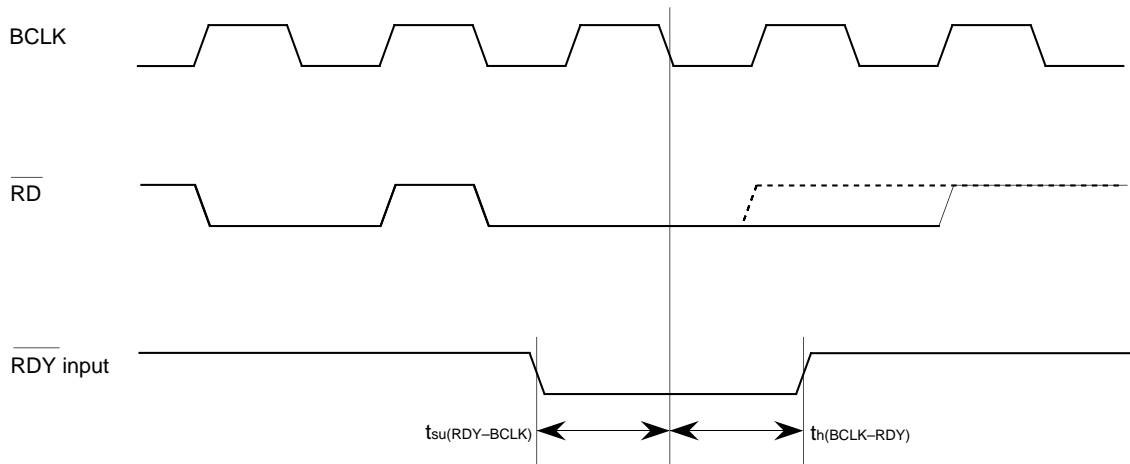 BCLK
RD
RDY input
tsu(RDY–BCLK)
th(BCLK–RDY)